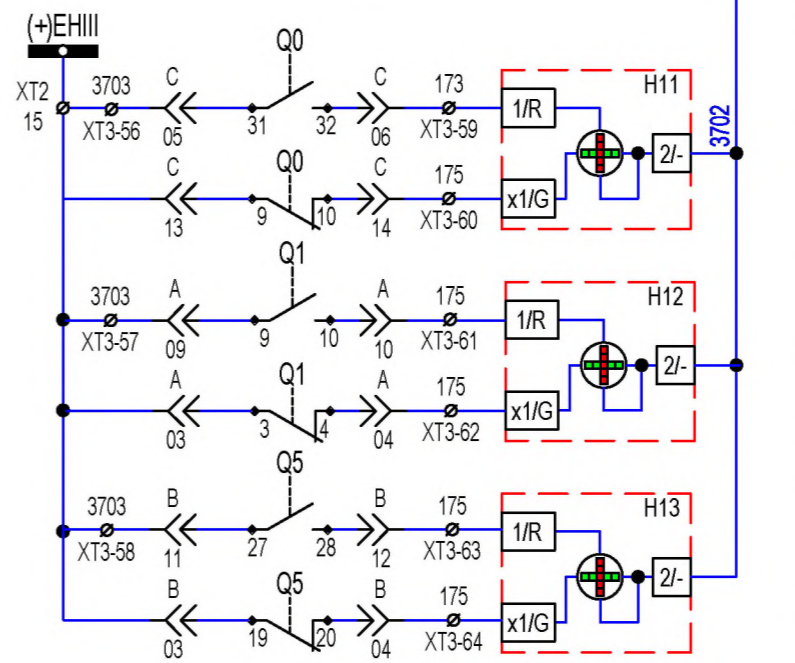 (+)EHIII
Q0
XT2
3703
C
C
173
H11
15
XT3-56
05
31
32
06
XT3-59
1/R
3702
Q0
2/-
C
C
175
x1/G
13
9
10
14
XT3-60
Q1
3703
A
A
175
H12
XT3-57
09
9
10
10
XT3-61
1/R
Q1
2/-
A
A
175
x1/G
03
3
4
04
XT3-62
Q5
3703
B
B
175
H13
XT3-58
11
27
28
12
XT3-63
1/R
Q5
2/-
B
B
175
x1/G
03
19
20
04
XT3-64